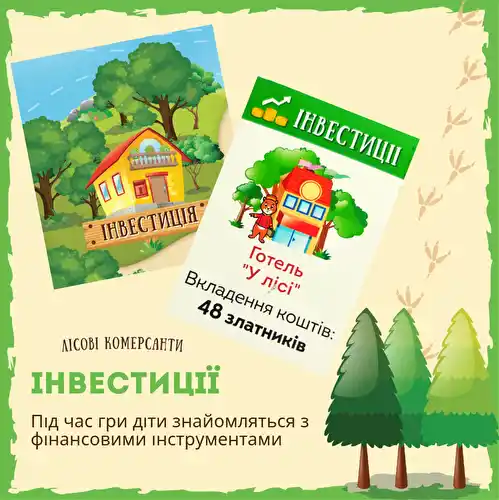 ІНВЕСТИЦІЯ
ІНВЕСТИЦІЇ
Готель
"У лісі"
Вкладення коштів:
48 златників
ЛІСОВІ КОМЕРСАНТИ
ІНВЕСТИЦІЇ
Під час гри діти знайомляться з
фінансовими інструментами